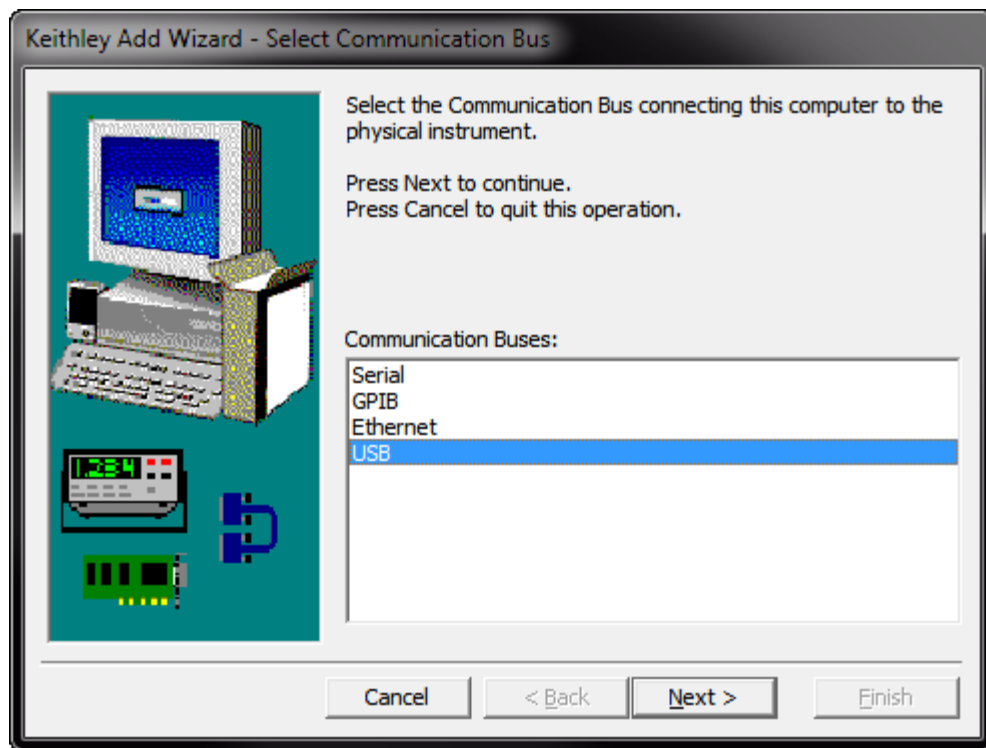 Keithley Add Wizard - Select Communication Bus
Select the Communication Bus connecting this computer to the
physical instrument.
Press Next to continue.
Press Cancel to quit this operation.
Communication Buses:
Serial
GPIB
Ethernet
USB
1.234
Cancel
< Back
Next >
Finish